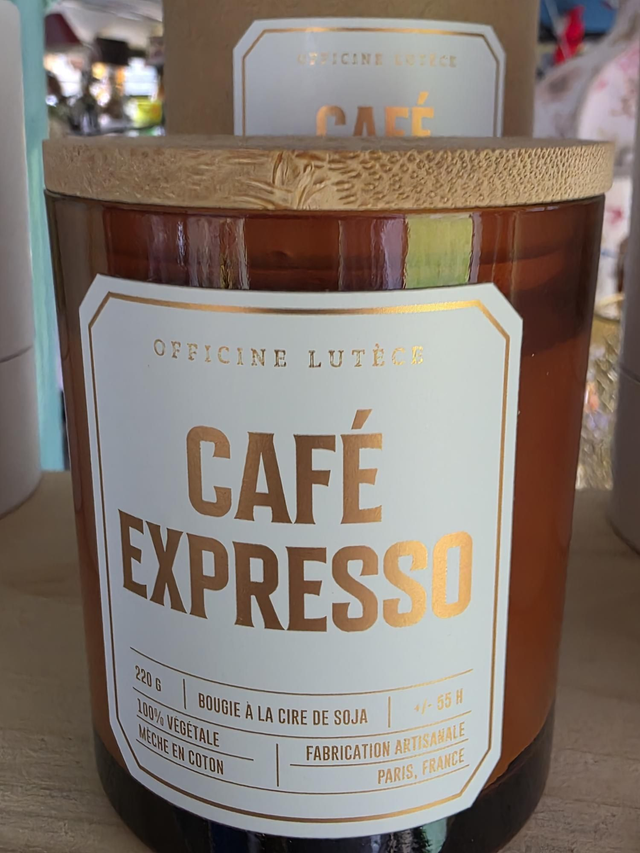 OFFICINE LUTÈCE
CAFÉ
OFFICINE LUTÈCE
CAFÉ
EXPRESSO
220 G
BOUGIE À LA CIRE DE SOJA
+/- 55 H
100% VÉGÉTALE
MÈCHE EN COTON
FABRICATION ARTISANALE
PARIS, FRANCE